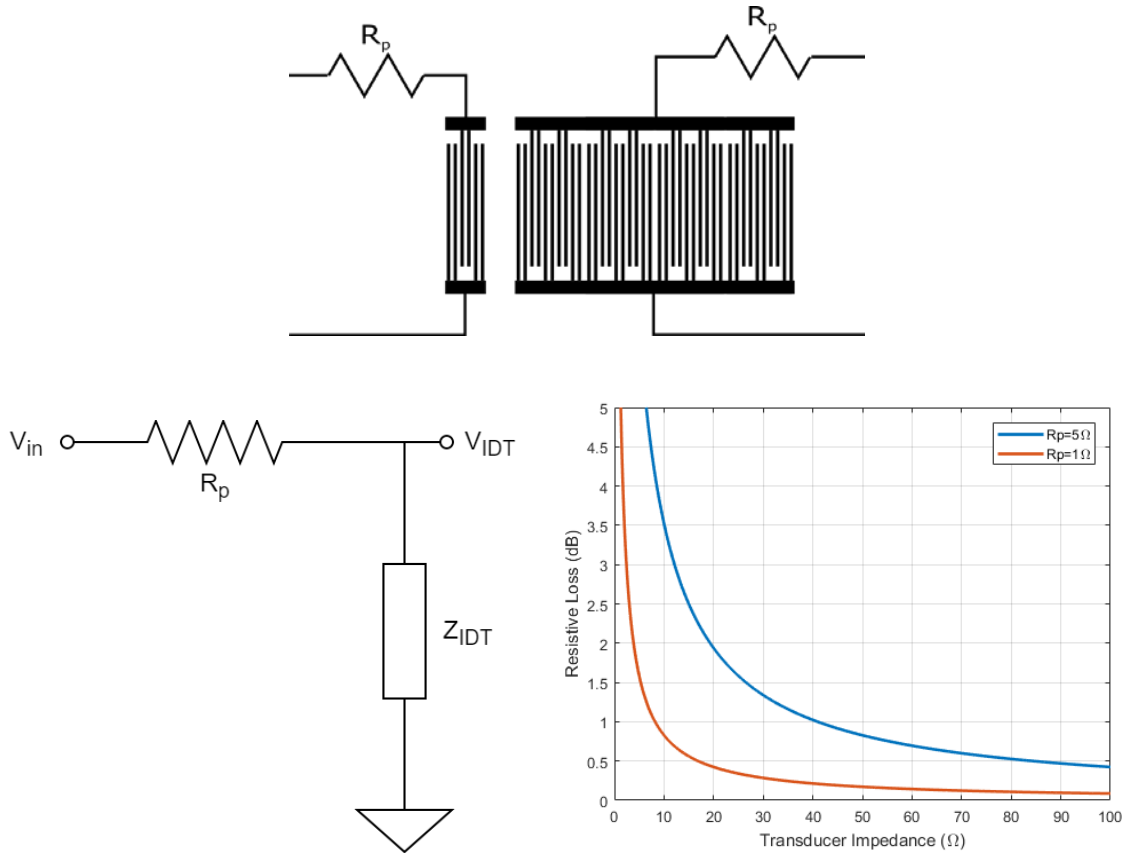 Rp
Rp
Vin
VIDT
Rp
ZIDT
5
4.5
4
3.5
3
2.5
2
1.5
1
0.5
0
Resistive Loss (dB)
Rp=5Ω
Rp=1Ω
0 10 20 30 40 50 60 70 80 90 100
Transducer Impedance (Ω)